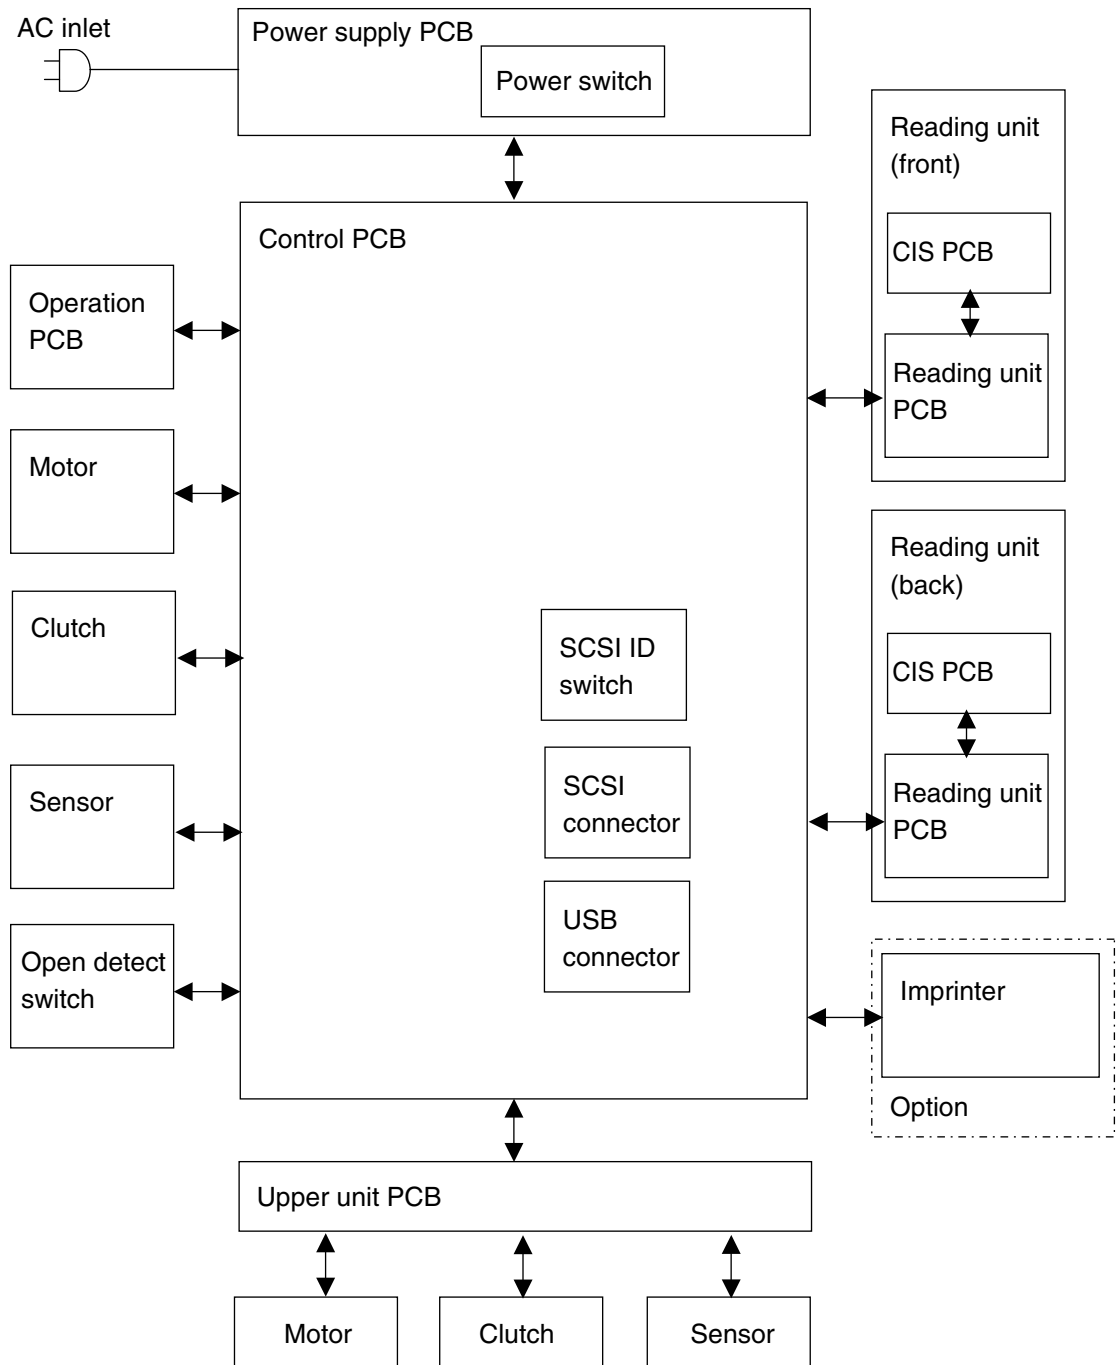 AC inlet
Power supply PCB
Power switch
Control PCB
Operation
PCB
Motor
Clutch
Sensor
Open detect
switch
SCSI ID
switch
SCSI
connector
USB
connector
Reading unit
(front)
CIS PCB
Reading unit
PCB
Reading unit
(back)
CIS PCB
Reading unit
PCB
Imprinter
Option
Upper unit PCB
Motor
Clutch
Sensor